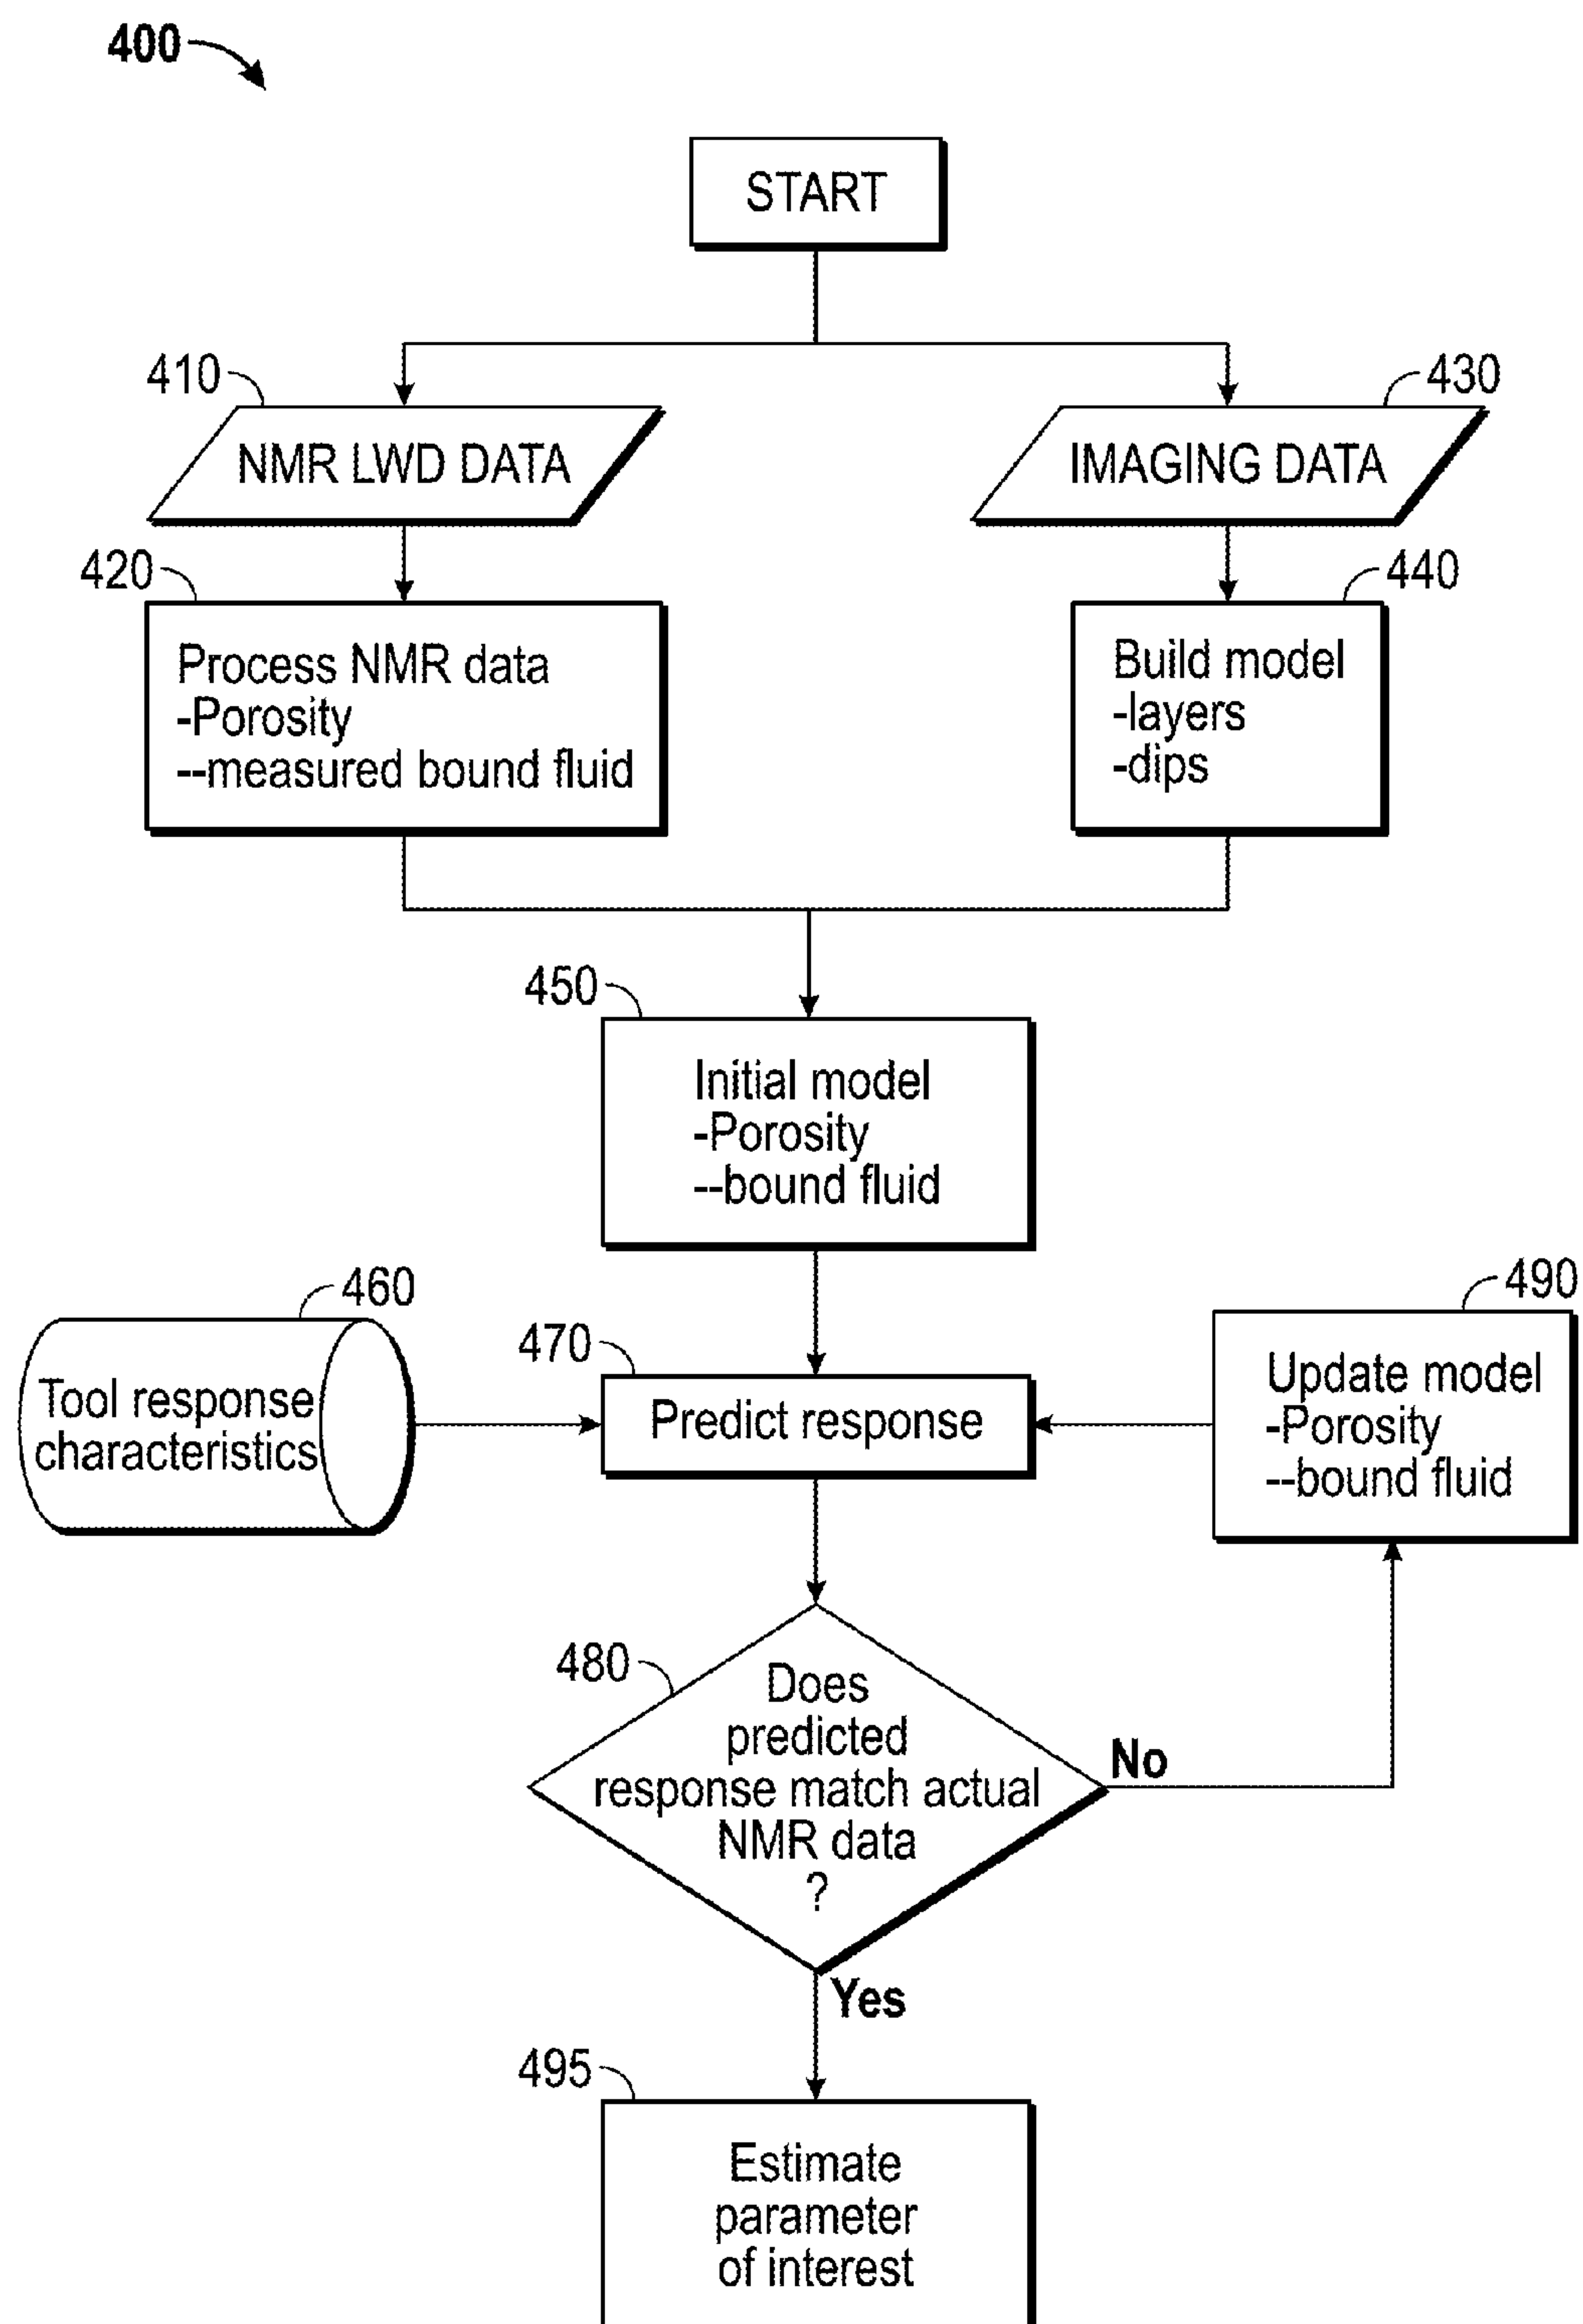 400
START
410
NMR LWD DATA
430
IMAGING DATA
420
Process NMR data
-Porosity
--measured bound fluid
440
Build model
-layers
-dips
450
Initial model
-Porosity
--bound fluid
460
Tool response
characteristics
470
Predict response
490
Update model
-Porosity
--bound fluid
480
Does
predicted
response match actual
NMR data
?
No
Yes
495
Estimate
parameter
of interest